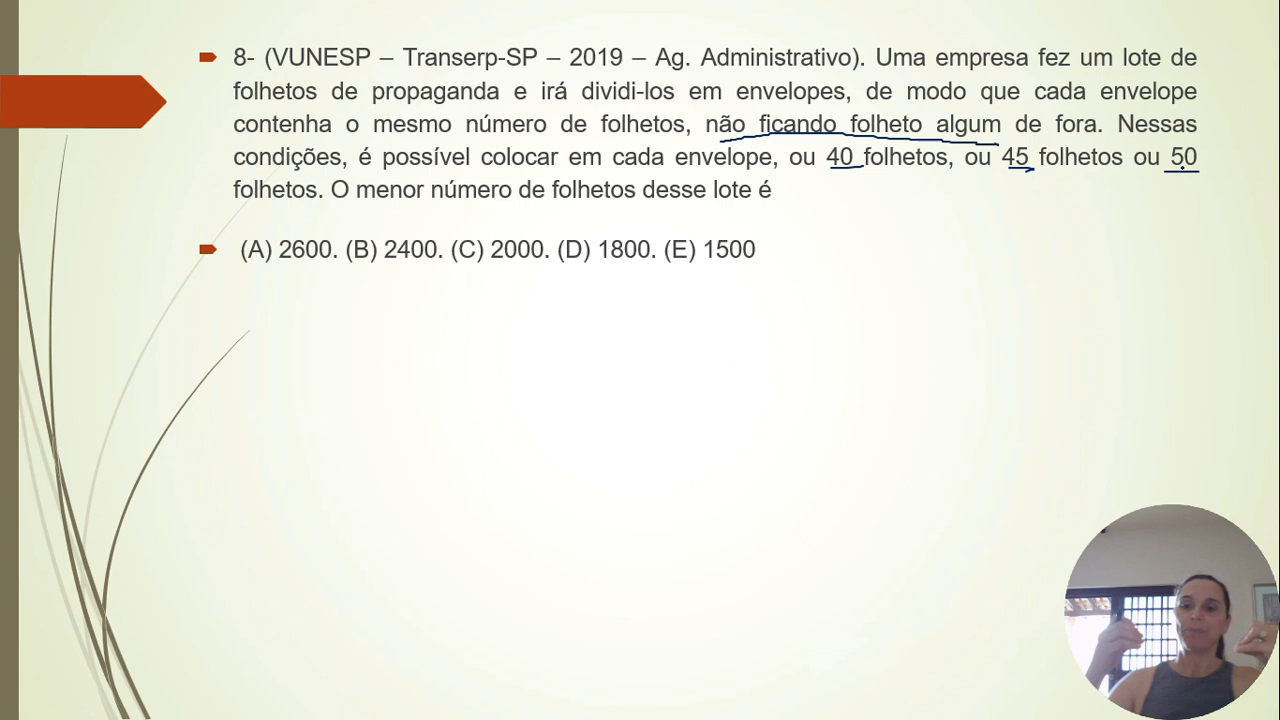 8- (VUNESP – Transerp-SP – 2019 – Ag. Administrativo). Uma empresa fez um lote de
folhetos de propaganda e irá dividi-los em envelopes, de modo que cada envelope
contenha o mesmo número de folhetos, não ficando folheto algum de fora. Nessas
condições, é possível colocar em cada envelope, ou 40 folhetos, ou 45 folhetos ou 50
folhetos. O menor número de folhetos desse lote é
(A) 2600. (B) 2400. (C) 2000. (D) 1800. (E) 1500